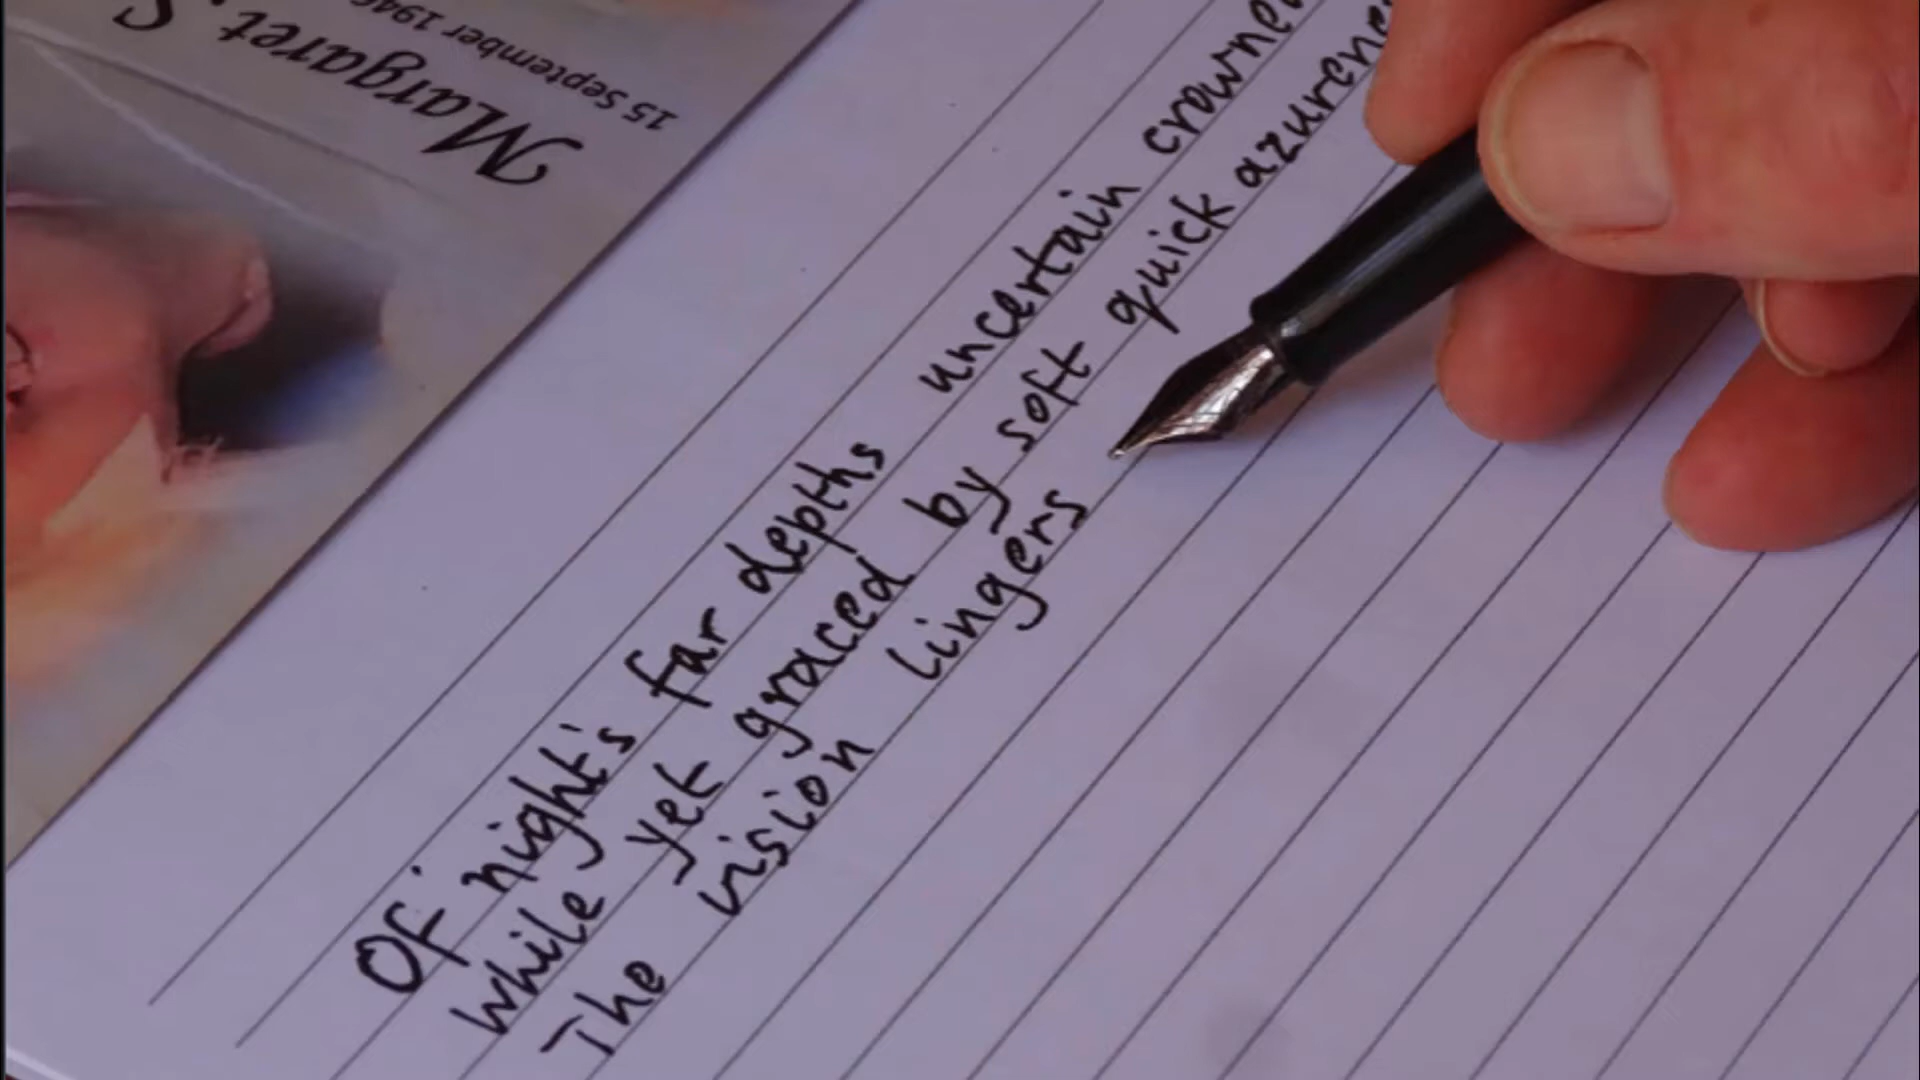 Margaret S
15 September 194
Of night's far depths uncertain crowne
while yet graced by soft quick azurene
The vision lingers